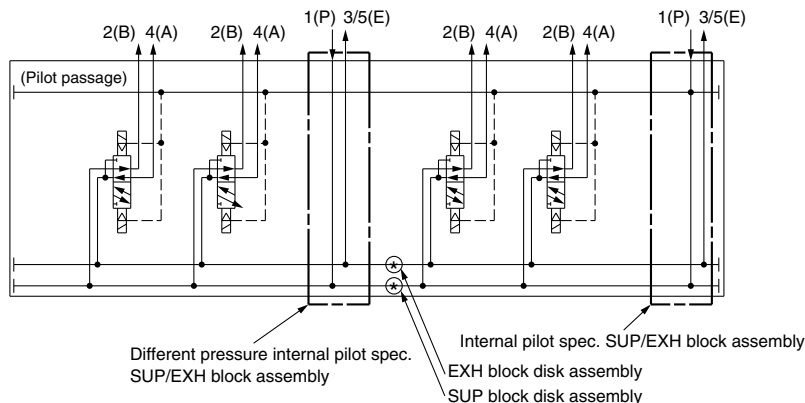 1(P) 3/5(E) 1(P) 3/5(E)
2(B) 4(A) 2(B) 4(A) 2(B) 4(A) 2(B) 4(A)
(Pilot passage)
* 
*
Different pressure internal pilot spec.
SUP/EXH block assembly
Internal pilot spec. SUP/EXH block assembly
EXH block disk assembly
SUP block disk assembly